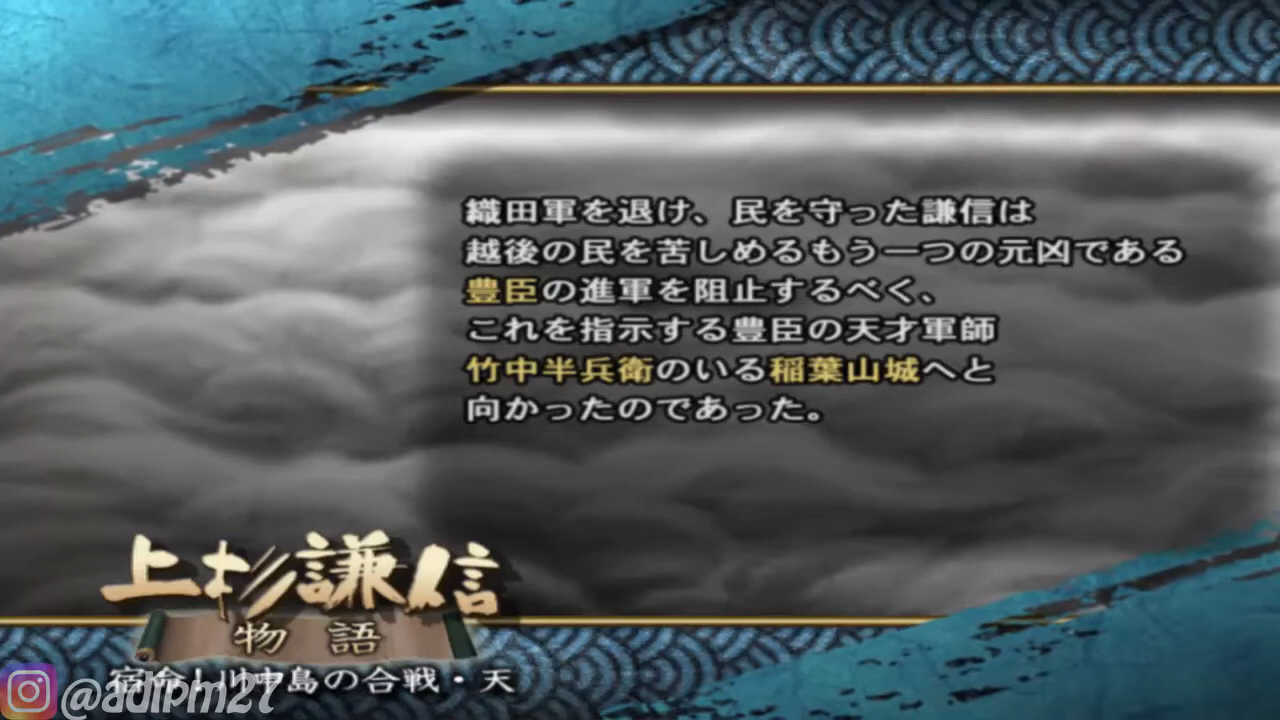 織田軍を退け、民を守った謙信は
越後の民を苦しめるもう一つの元凶である
豊臣の進軍を阻止するべく、
これを指示する豊臣の天才軍師
竹中半兵衛のいる稲葉山城へと
向かったのであった。
上杉謙信
物語
宿命!川中島の合戦・天
@adipm27